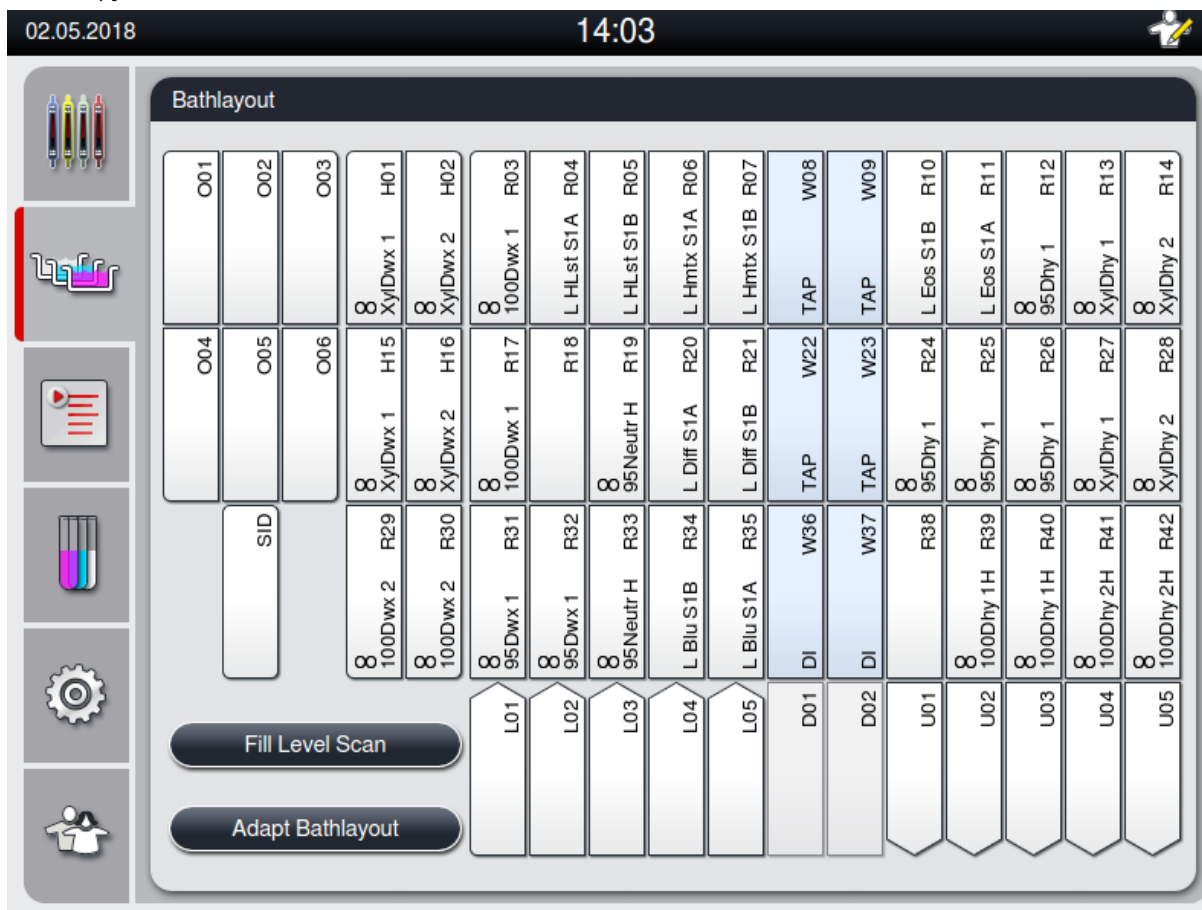 02.05.2018
14:03
Bathlayout
O01
O02
O03
XylDwx 1 H01
XylDwx 2 H02
100Dwx 1 R03
L HLst S1A R04
L HLst S1B R05
L Hmtx S1A R06
L Hmtx S1B R07
TAP W08
TAP W09
L Eos S1B R10
L Eos S1A R11
95Dhy 1 R12
XylDhy 1 R13
XylDhy 2 R14
O04
O05
O06
XylDwx 1 H15
XylDwx 2 H16
100Dwx 1 R17
R18
95Neutr H R19
L Diff S1A R20
L Diff S1B R21
TAP W22
TAP W23
95Dhy 1 R24
95Dhy 1 R25
95Dhy 1 R26
XylDhy 1 R27
XylDhy 2 R28
SID
100Dwx 2 R29
100Dwx 2 R30
95Dwx 1 R31
95Dwx 1 R32
95Neutr H R33
L Blu S1B R34
L Blu S1A R35
DI W36
DI W37
R38
100Dhy 1H R39
100Dhy 1H R40
100Dhy 2H R41
100Dhy 2H R42
L01
L02
L03
L04
L05
D01
D02
U01
U02
U03
U04
U05
Fill Level Scan
Adapt Bathlayout